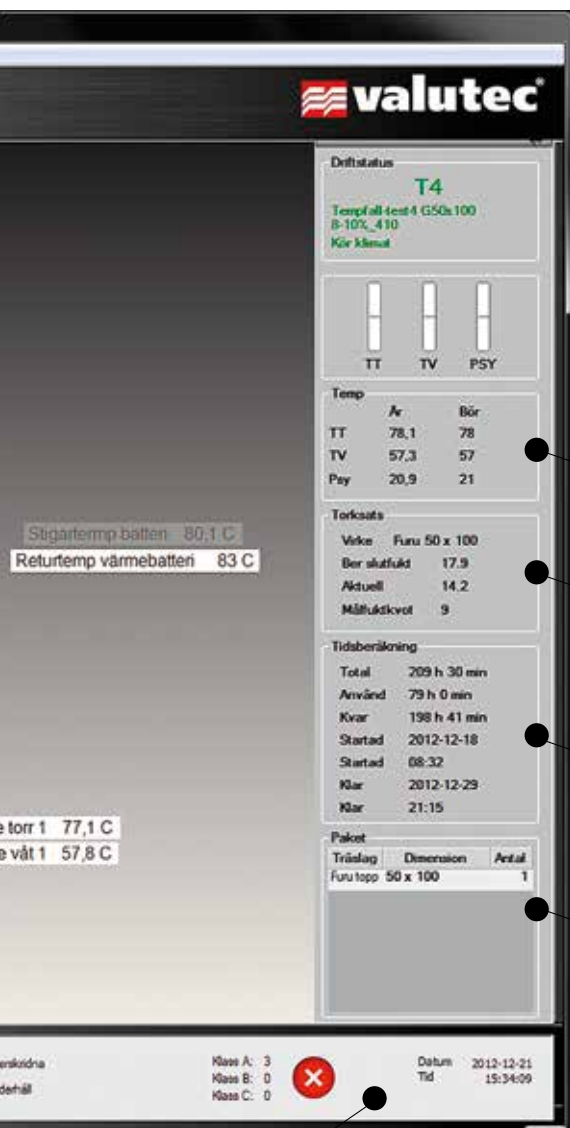 valutec
Driftstatus
T4
Tempfall-test4 G50x100
8-10%_410
Kör klimat
TT TV PSY
Temp
Är Bör
TT 78,1 78
TV 57,3 57
Psy 20,9 21
Stigartermp batteri 80,1 C
Returtemp värmebatteri 83 C
Torksats
Virke Furu 50 x 100
Ber slutfukt 17.9
Aktuell 14.2
Målfuktkvot 9
Tidsberäkning
Total 209 h 30 min
Använd 79 h 0 min
Kvar 198 h 41 min
Startad 2012-12-18
Startad 08:32
Klar 2012-12-29
Klar 21:15
e torr 1 77,1 C
e våt 1 57,8 C
Paket
Träslag Dimension Antal
Furu topp 50 x 100 1
erskridna
derhåll
Klass A: 3
Klass B: 0
Klass C: 0
Datum 2012-12-21
Tid 15:34:09